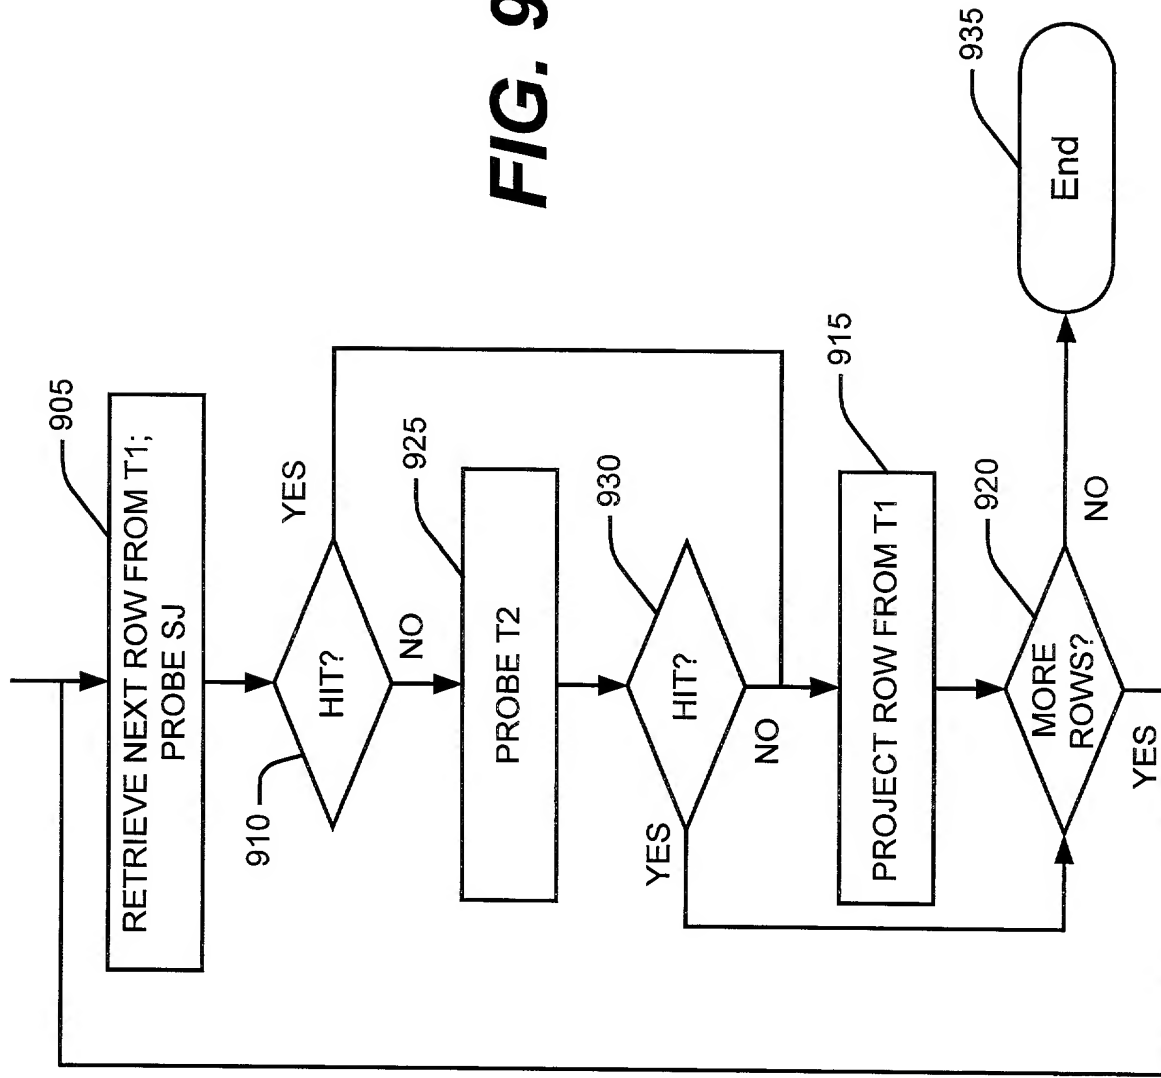 FIG. 9
905
RETRIEVE NEXT ROW FROM T1;
PROBE SJ
910
HIT?
YES
NO
925
PROBE T2
930
HIT?
YES
NO
915
PROJECT ROW FROM T1
920
MORE
ROWS?
NO
YES
935
End